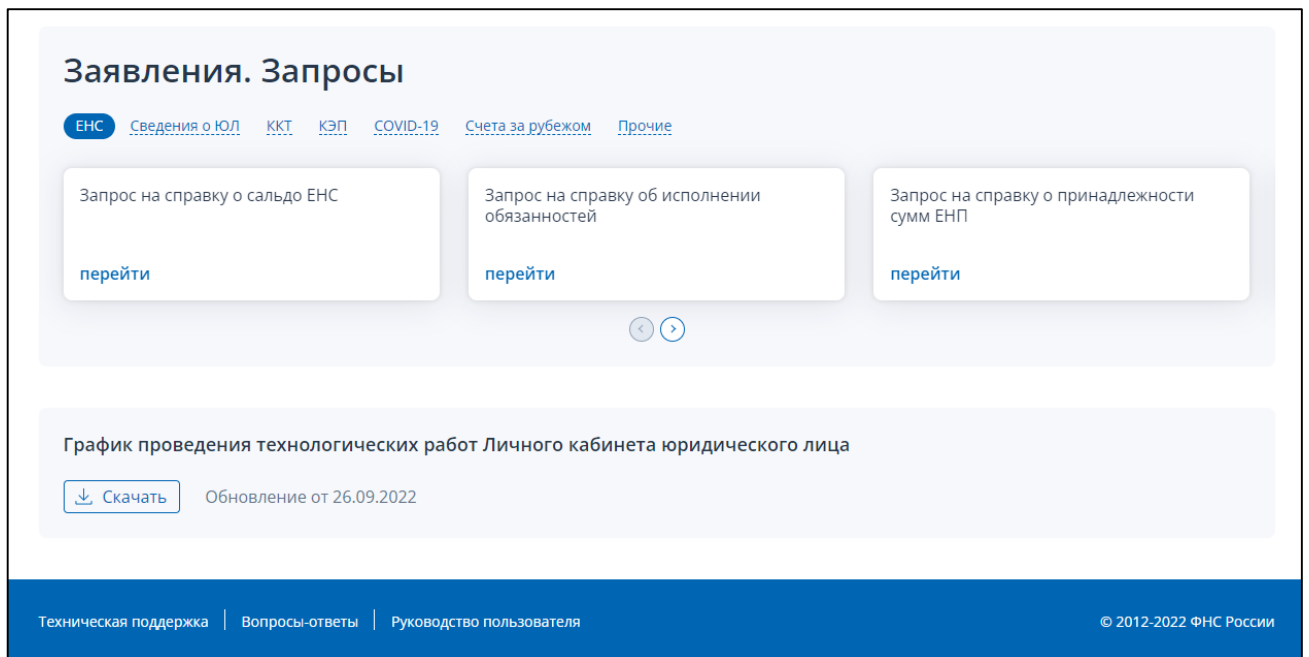 Заявления. Запросы
ЕНС Сведения о ЮЛ ККТ КЭП COVID-19 Счета за рубежом Прочие
Запрос на справку о сальдо ЕНС
перейти
Запрос на справку об исполнении
обязанностей
перейти
Запрос на справку о принадлежности
сумм ЕНП
перейти
График проведения технологических работ Личного кабинета юридического лица
Скачать Обновление от 26.09.2022
Техническая поддержка Вопросы-ответы Руководство пользователя © 2012-2022 ФНС России